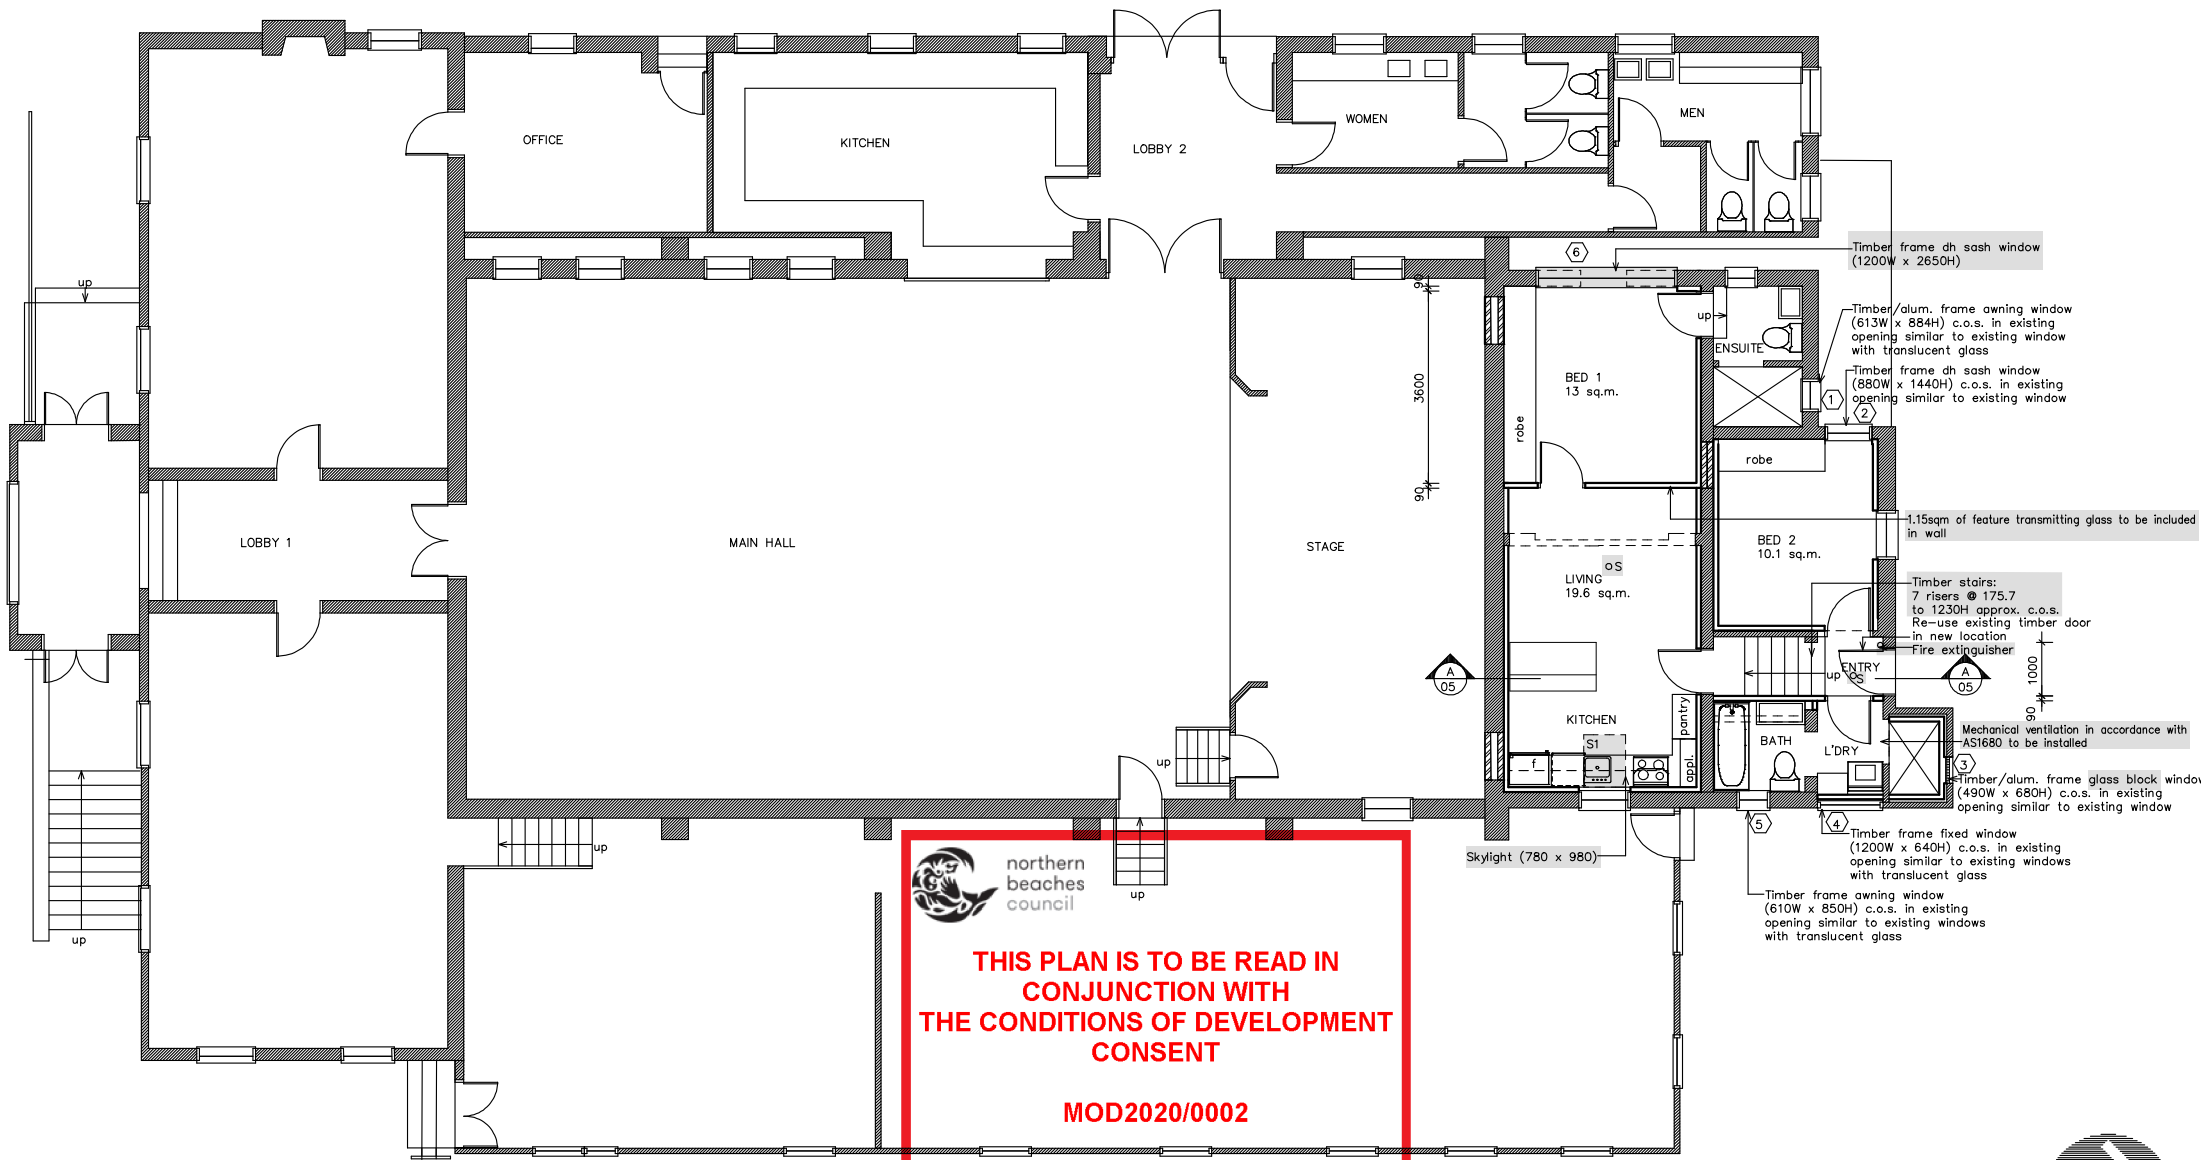 OFFICE
KITCHEN
LOBBY 2
WOMEN
MEN
up
6
Timber frame dh sash window
(1200W x 2650H)
90
3600
90
up
ENSUITE
Timber/alum. frame awning window
(613W x 884H) c.o.s. in existing
opening similar to existing window
with translucent glass
Timber frame dh sash window
(880W x 1440H) c.o.s. in existing
opening similar to existing window
1
2
BED 1
13 sq.m.
robe
robe
1.15sqm of feature transmitting glass to be included
in wall
LOBBY 1
MAIN HALL
STAGE
BED 2
10.1 sq.m.
S
LIVING
19.6 sq.m.
Timber stairs:
7 risers @ 175.7
to 1230H approx. c.o.s.
Re-use existing timber door
in new location
Fire extinguisher
A
05
ENTRY
up
S
A
05
1000
90
KITCHEN
pantry
S1
f
appl.
BATH
L'DRY
Mechanical ventilation in accordance with
AS1680 to be installed
3
Timber/alum. frame glass block window
(490W x 680H) c.o.s. in existing
opening similar to existing window
up
up
up
up
5
4
Timber frame fixed window
(1200W x 640H) c.o.s. in existing
opening similar to existing windows
with translucent glass
Skylight (780 x 980)
Timber frame awning window
(610W x 850H) c.o.s. in existing
opening similar to existing windows
with translucent glass
northern
beaches
council
THIS PLAN IS TO BE READ IN
CONJUNCTION WITH
THE CONDITIONS OF DEVELOPMENT
CONSENT
MOD2020/0002